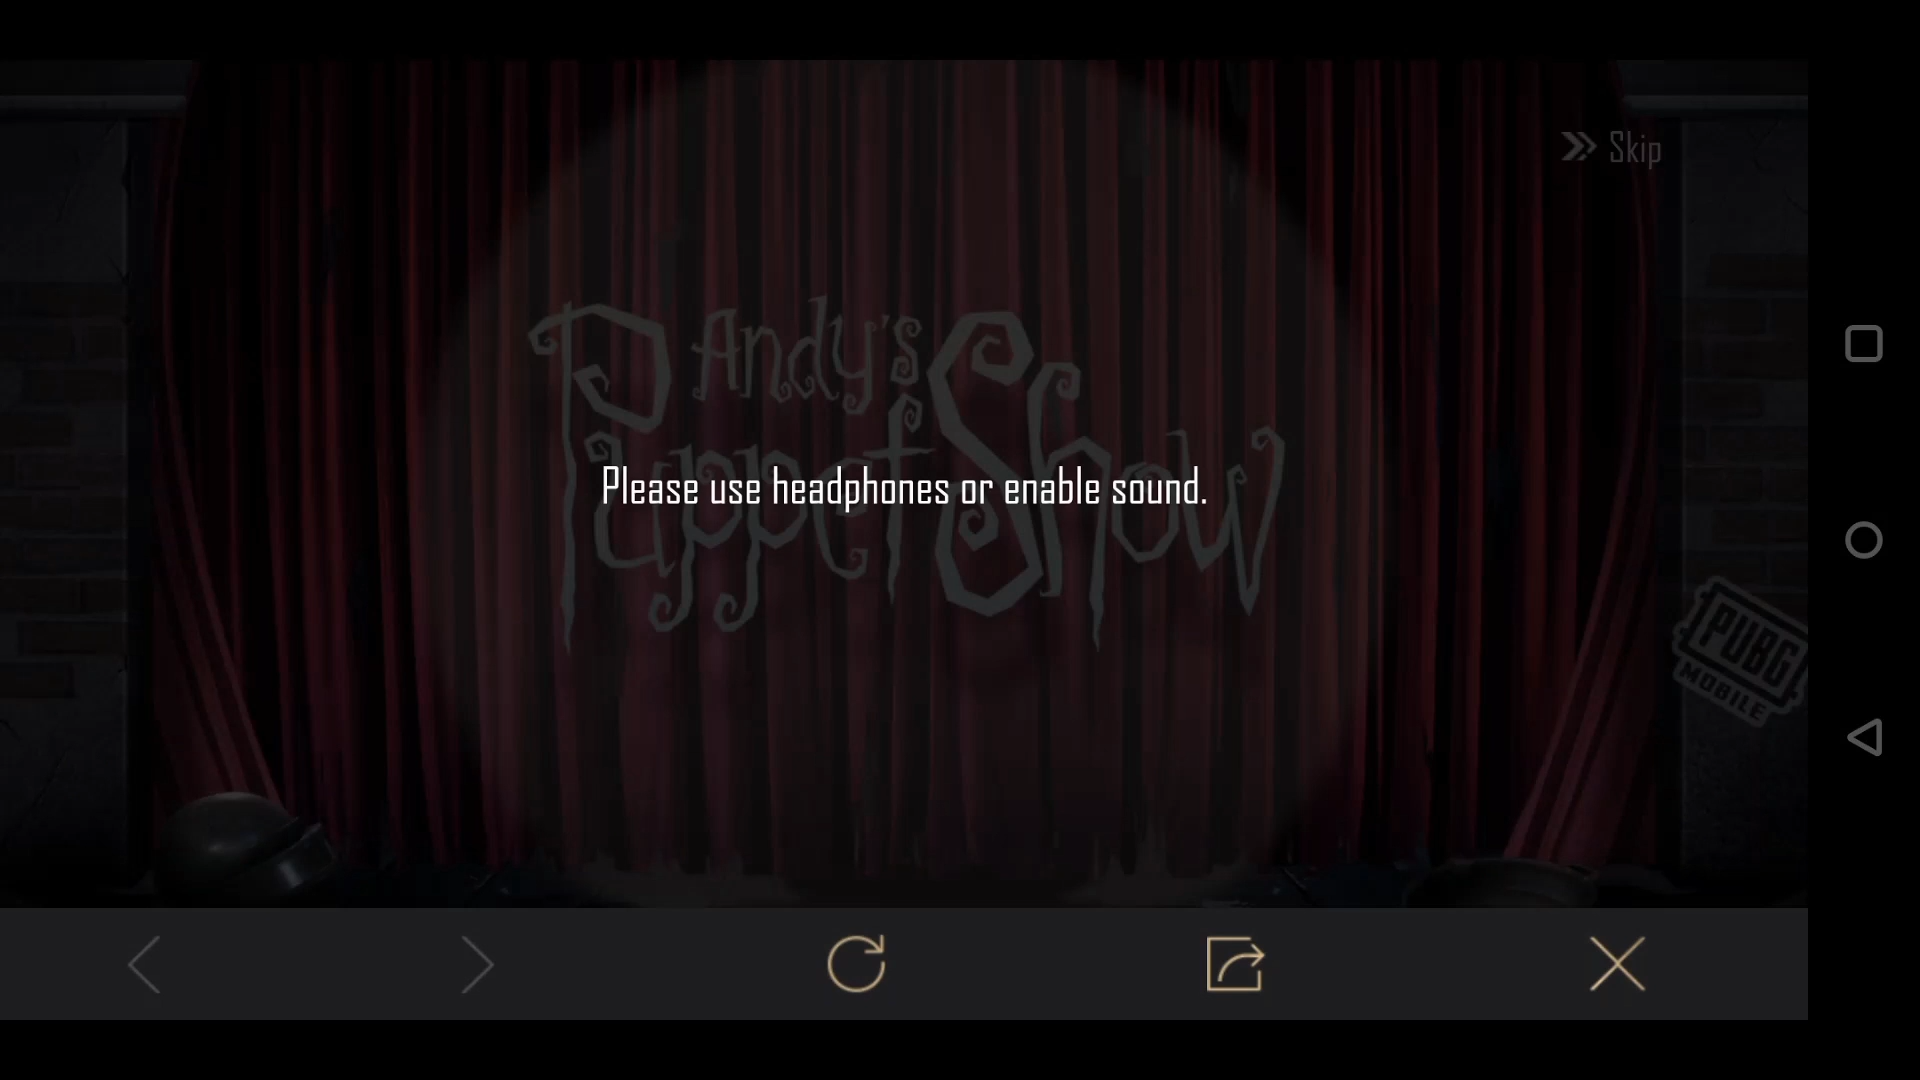 Skip
Andy's
Puppet Show
Please use headphones or enable sound.
PUBG
MOBILE